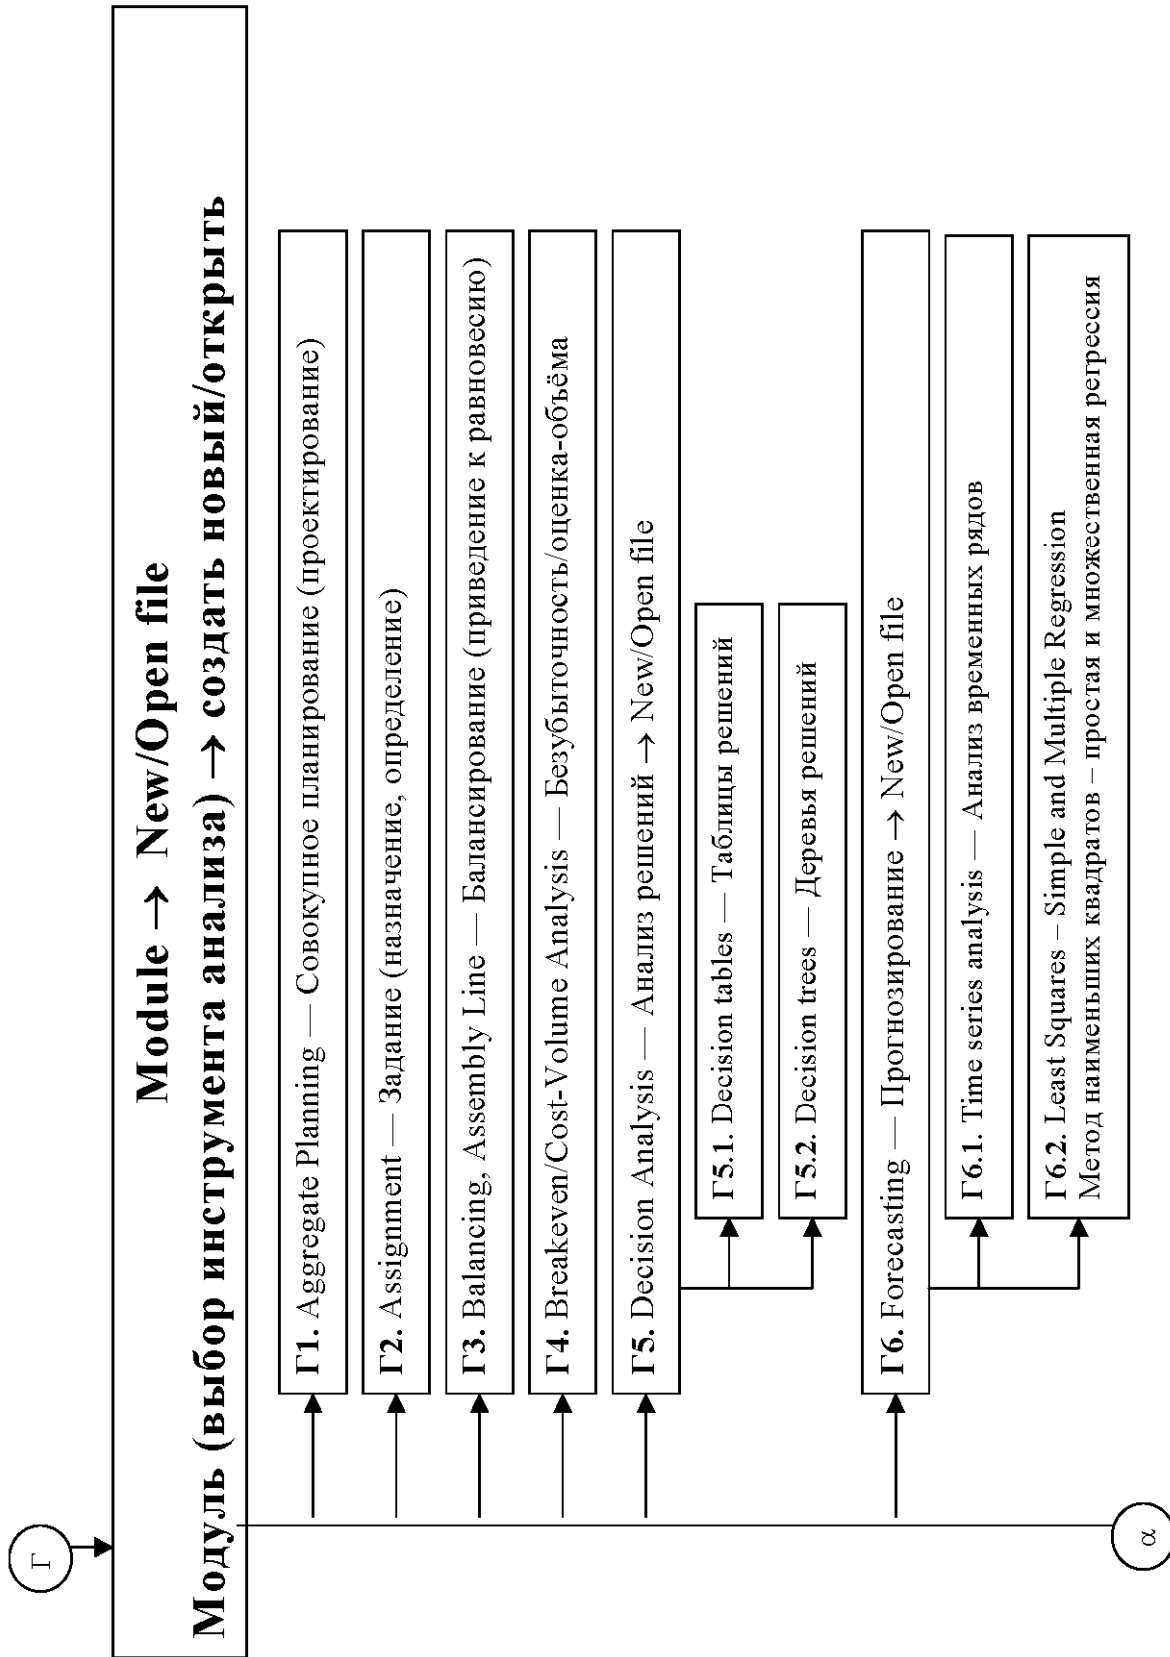 Г
Module → New/Open file
Модуль (выбор инструмента анализа) → создать новый/открыть
Г1. Aggregate Planning — Совокупное планирование (проектирование)
Г2. Assignment — Задание (назначение, определение)
Г3. Balancing, Assembly Line — Балансирование (приведение к равновесию)
Г4. Breakeven/Cost-Volume Analysis — Безубыточность/оценка-объёма
Г5. Decision Analysis — Анализ решений → New/Open file
Г5.1. Decision tables — Таблицы решений
Г5.2. Decision trees — Деревья решений
Г6. Forecasting — Прогнозирование → New/Open file
Г6.1. Time series analysis — Анализ временных рядов
Г6.2. Least Squares – Simple and Multiple Regression
Метод наименьших квадратов – простая и множественная регрессия
α